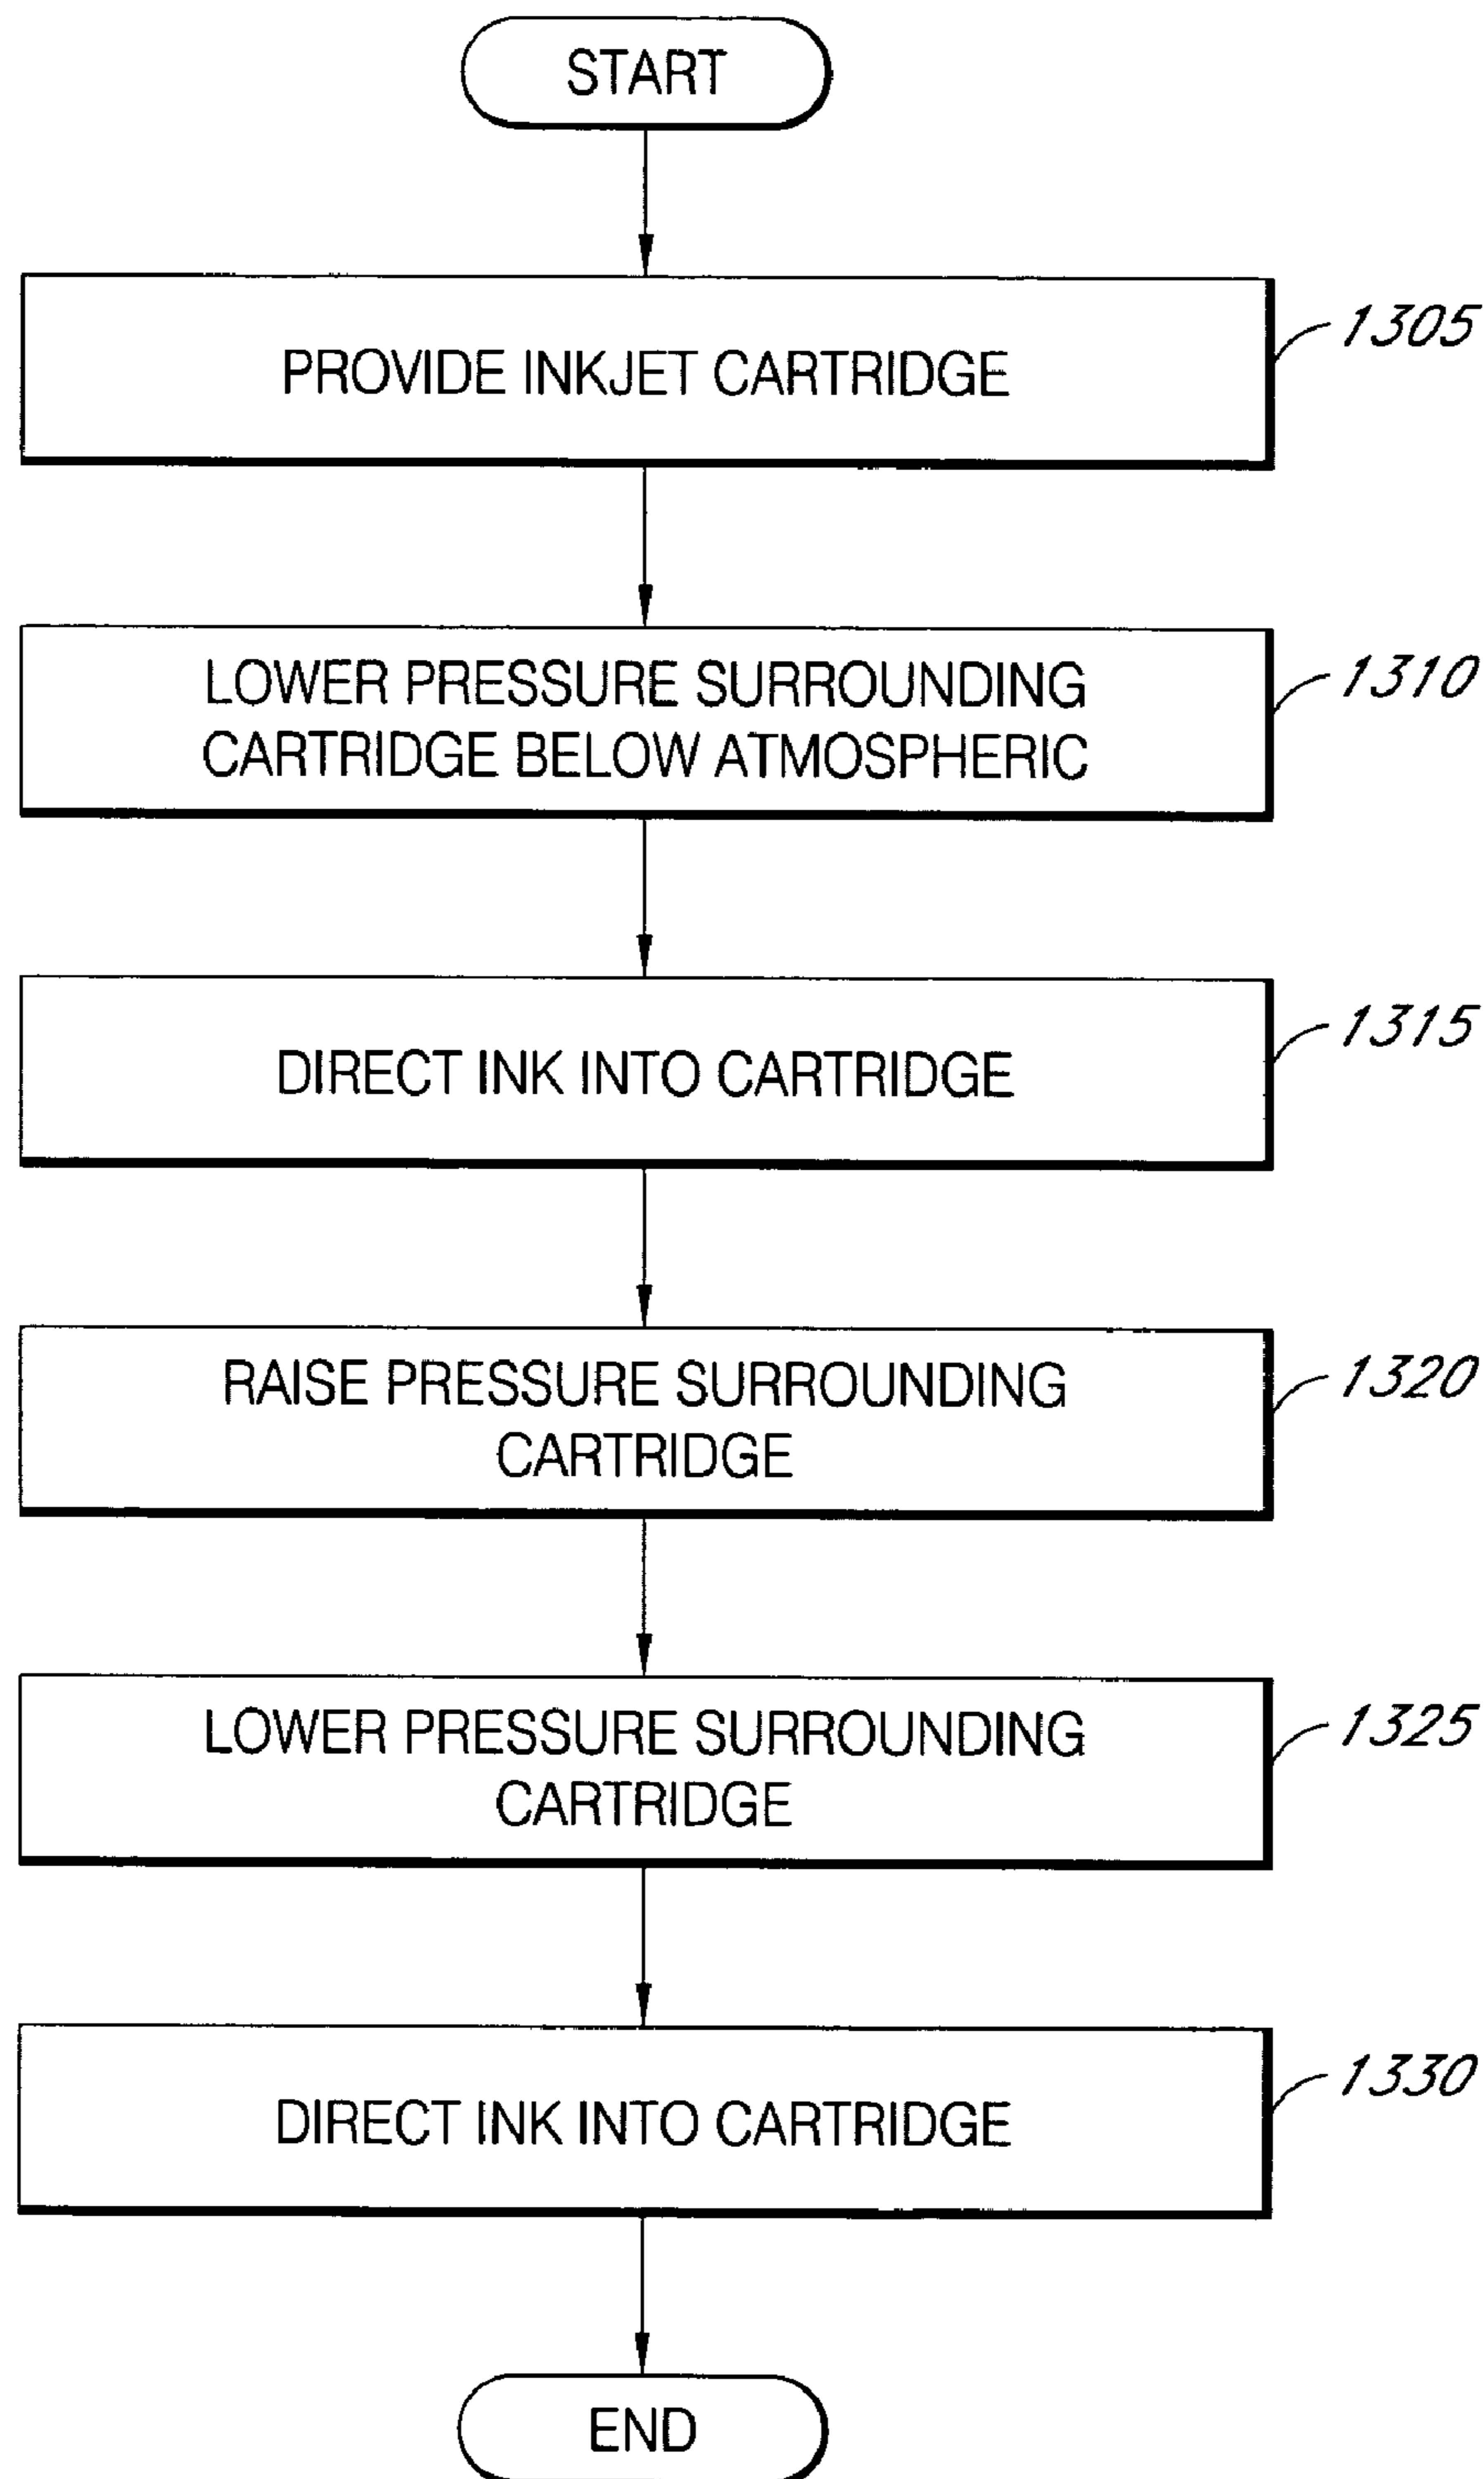 START
PROVIDE INKJET CARTRIDGE
1305
LOWER PRESSURE SURROUNDING
CARTRIDGE BELOW ATMOSPHERIC
1310
DIRECT INK INTO CARTRIDGE
1315
RAISE PRESSURE SURROUNDING
CARTRIDGE
1320
LOWER PRESSURE SURROUNDING
CARTRIDGE
1325
DIRECT INK INTO CARTRIDGE
1330
END